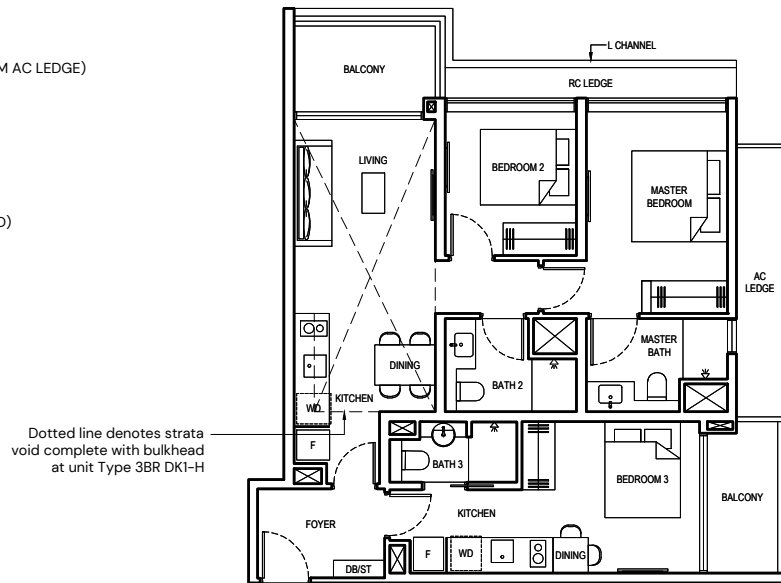 M AC LEDGE)
D)
L CHANNEL
RC LEDGE
BALCONY
LIVING
BEDROOM 2
MASTER
BEDROOM
AC
LEDGE
MASTER
BATH
DINING
BATH 2
KITCHEN
WD
F
Dotted line denotes strata
void complete with bulkhead
at unit Type 3BR DK1-H
BATH 3
BEDROOM 3
BALCONY
KITCHEN
FOYER
F
WD
DINING
DB/ST